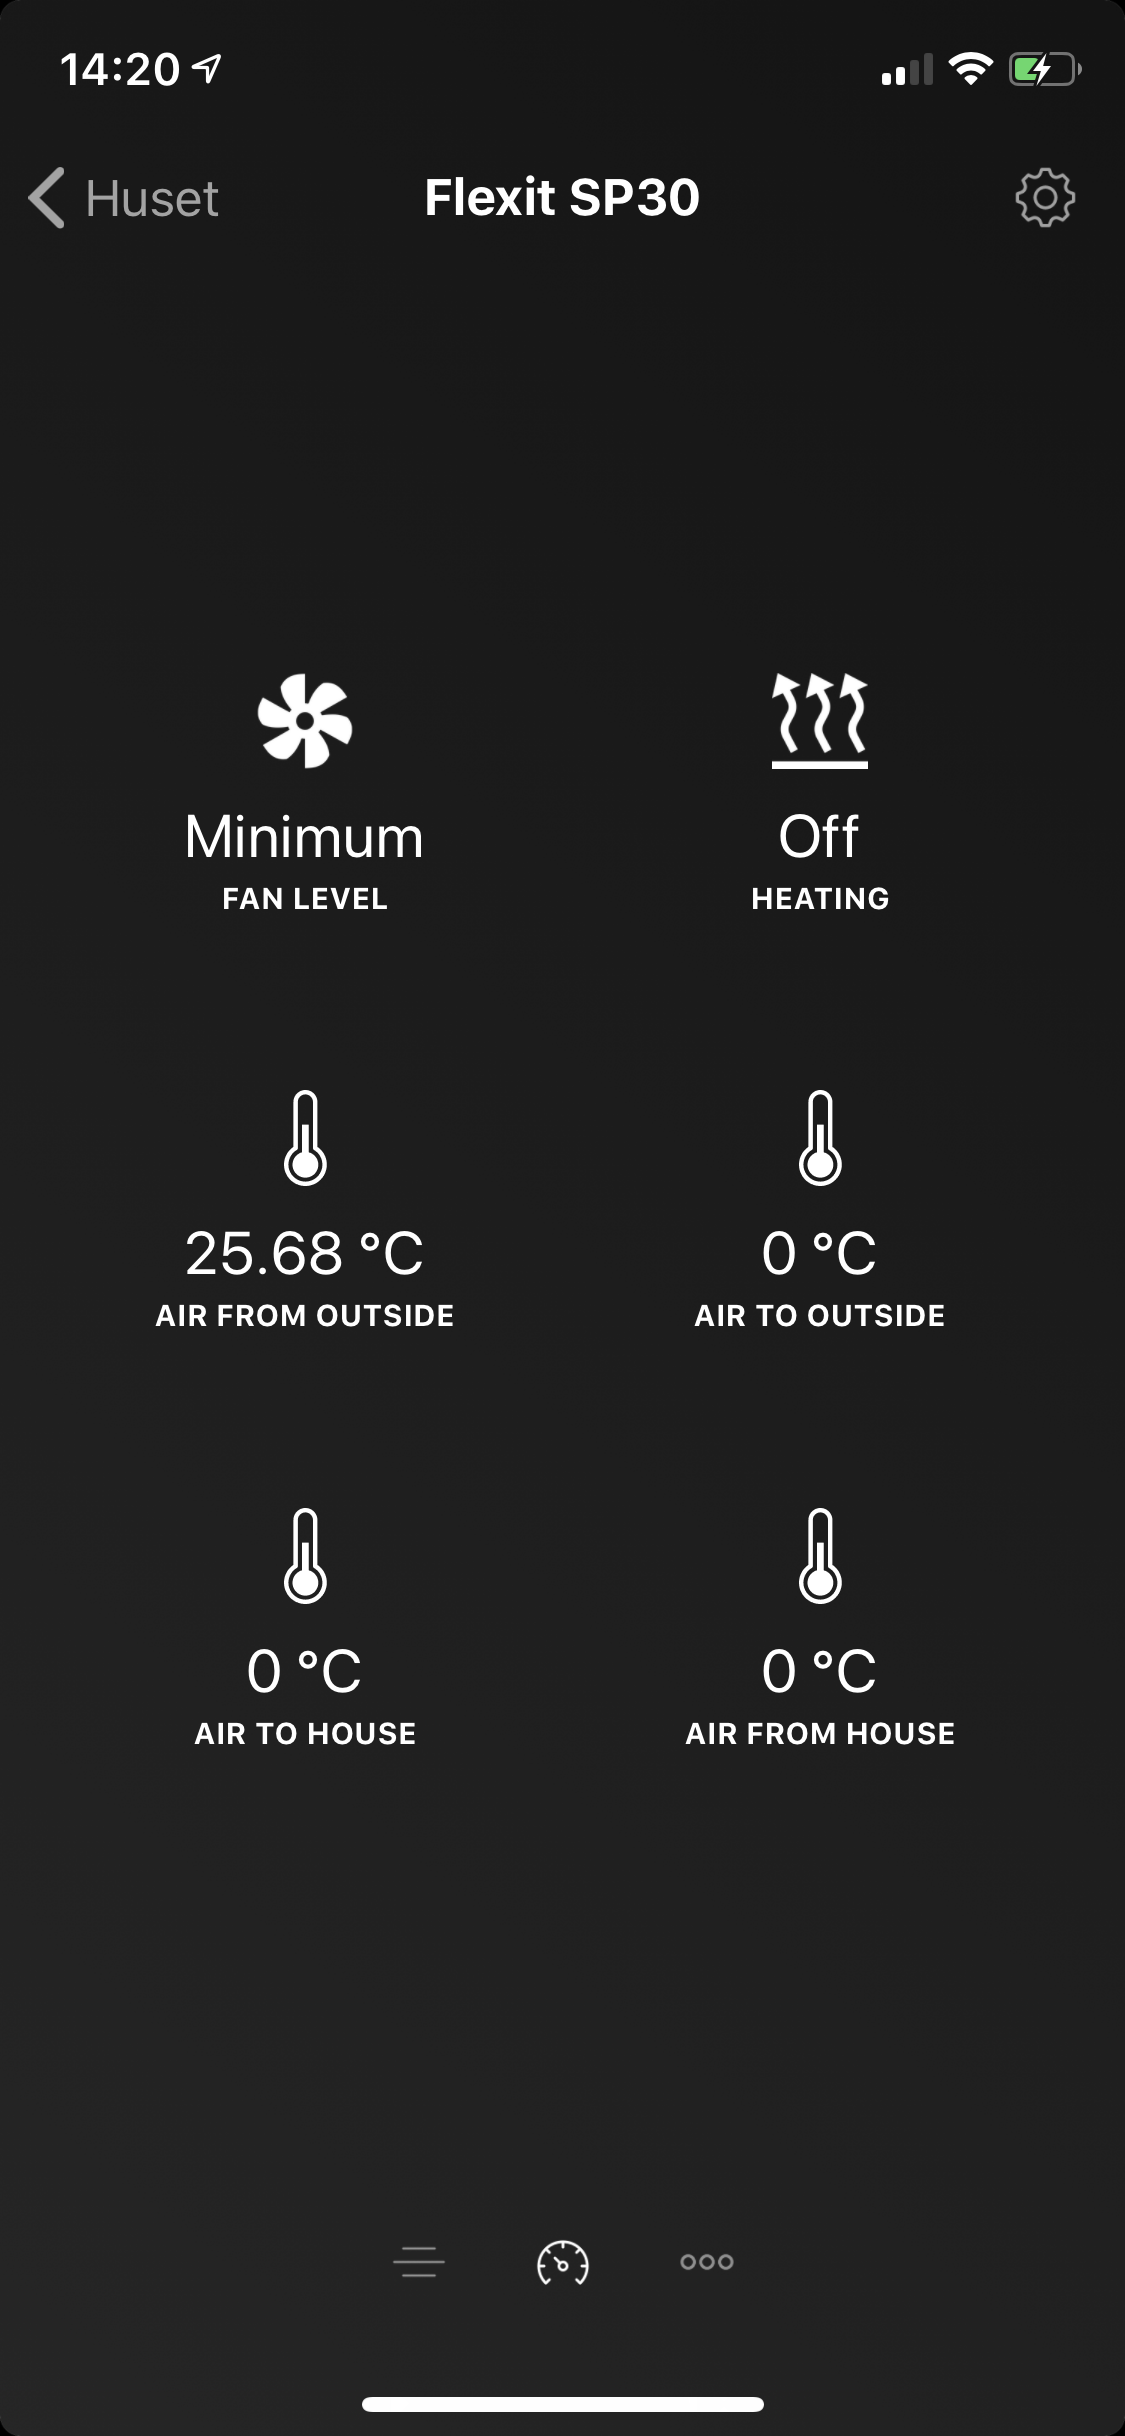 14:20
Huset
Flexit SP30
Minimum
FAN LEVEL
Off
HEATING
25.68 °C
AIR FROM OUTSIDE
0 °C
AIR TO OUTSIDE
0 °C
AIR TO HOUSE
0 °C
AIR FROM HOUSE